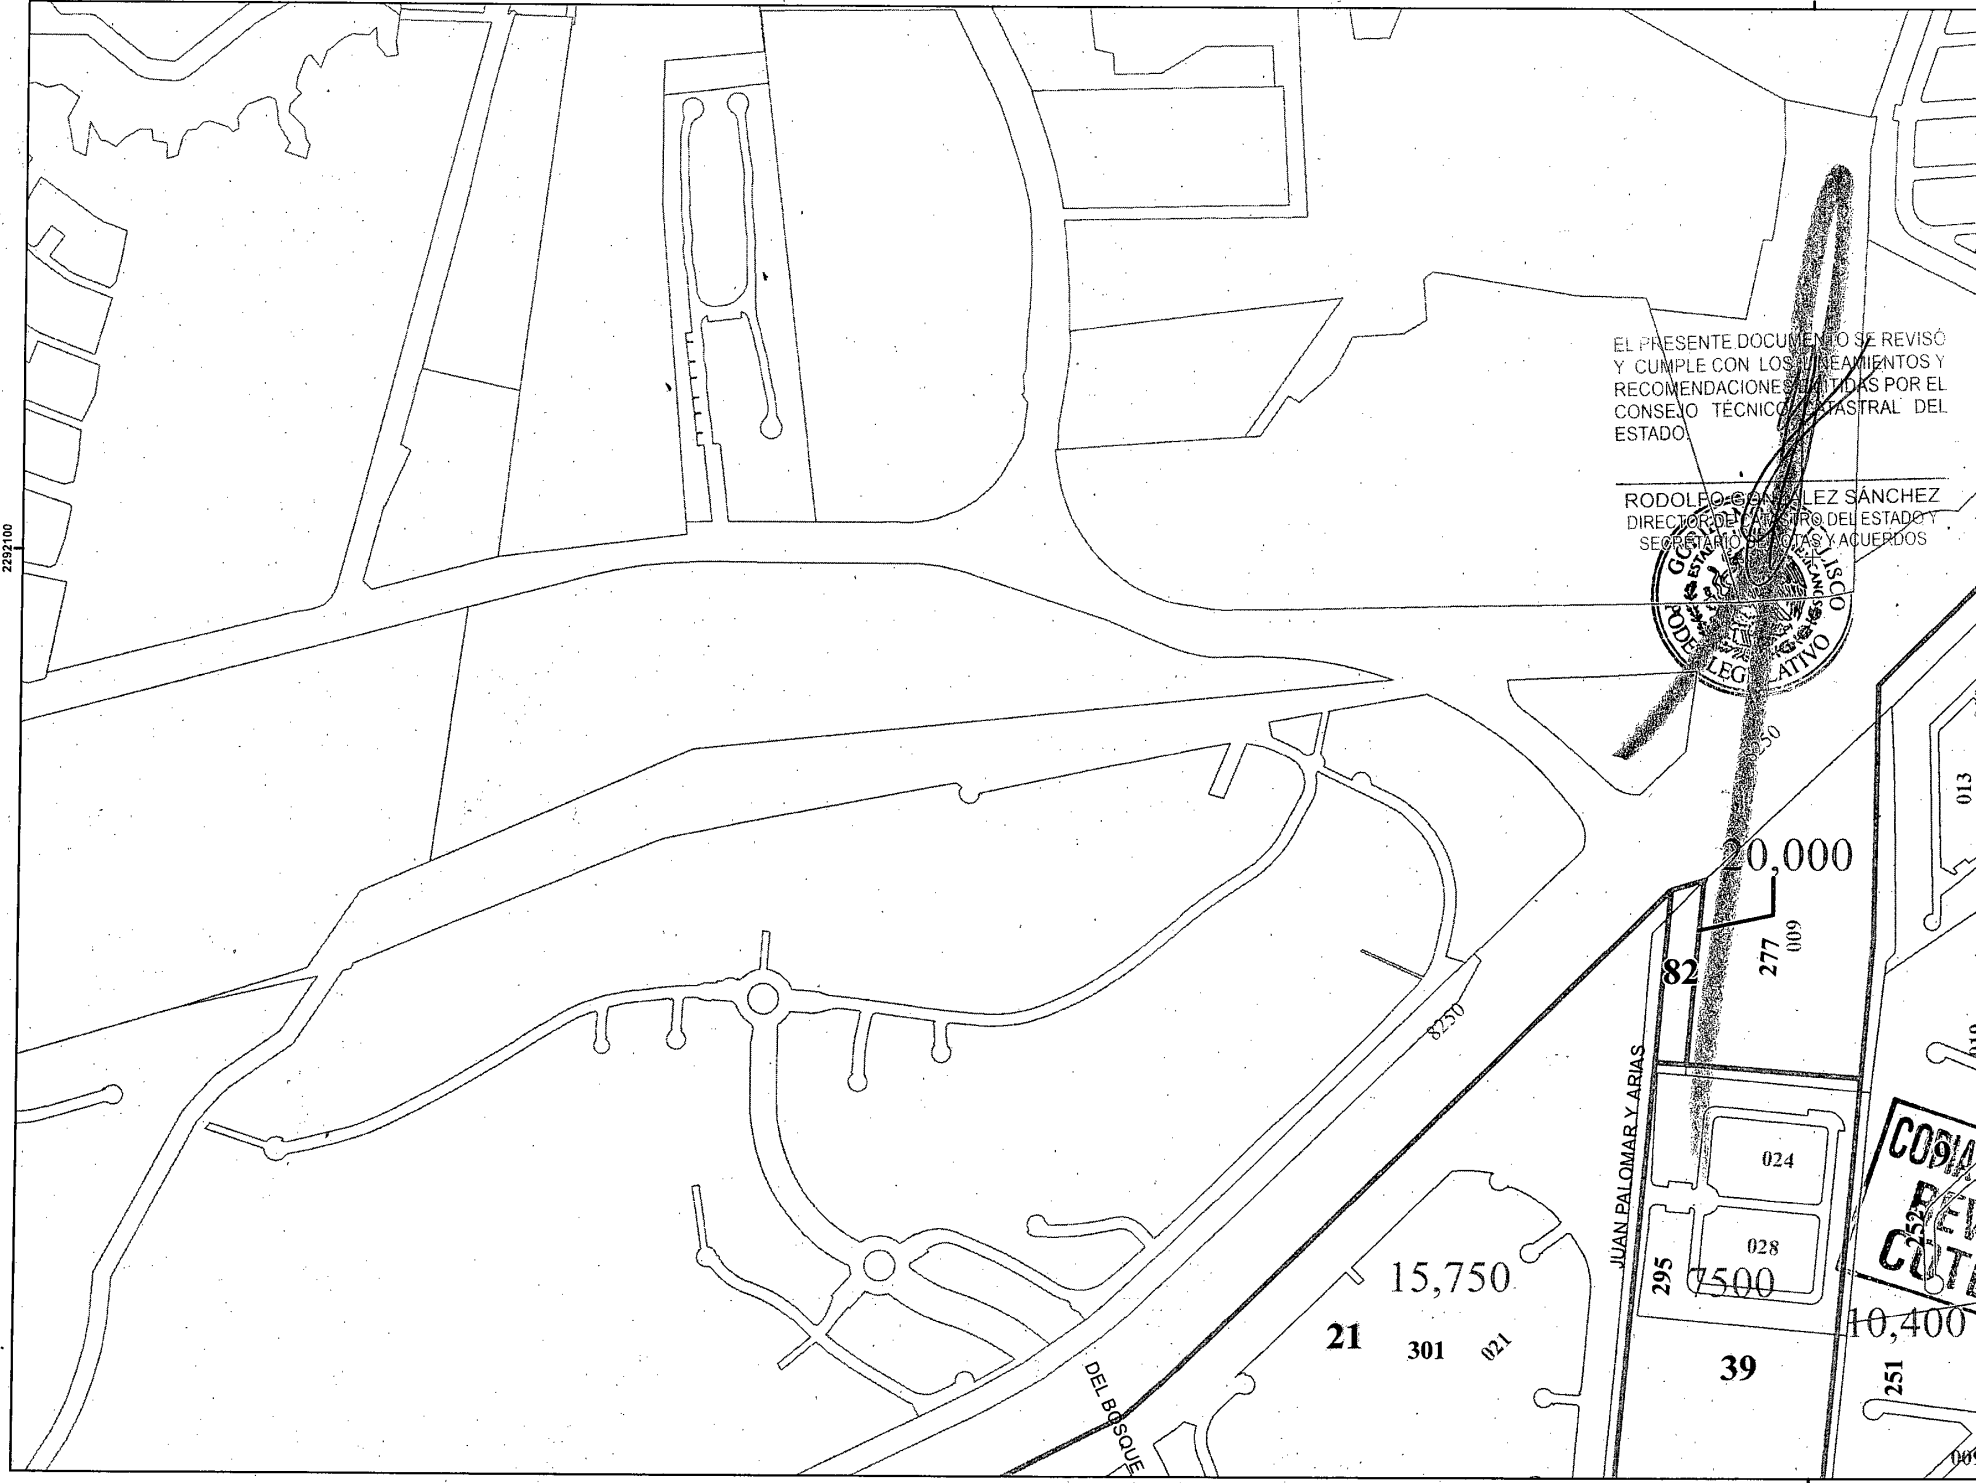 2292100
EL PRESENTE DOCUMENTO SE REVISÓ
Y CUMPLE CON LOS LINEAMIENTOS Y
RECOMENDACIONES EMITIDAS POR EL
CONSEJO TÉCNICO CATASTRAL DEL
ESTADO.
RODOLFO GONZÁLEZ SÁNCHEZ
DIRECTOR DE CATASTRO DEL ESTADO Y
SECRETARIO DE ACTAS Y ACUERDOS
PODER LEGISLATIVO
8250
013
20,000
277
009
82
8250
JUAN PALOMAR Y ARIAS
024
028
295
7500
COPIA
252
15,750
21
301
021
10,400
39
251
DEL BOSQUE